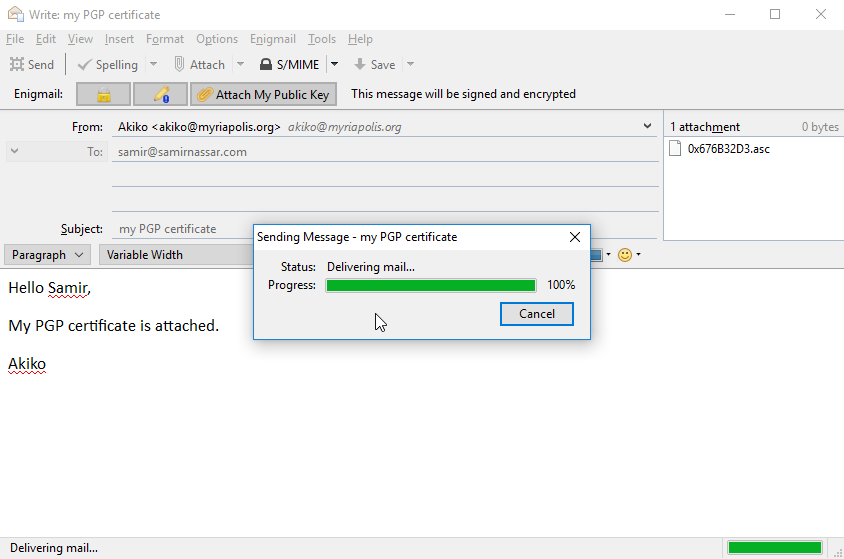 Write: my PGP certificate
File Edit View Insert Format Options Enigmail Tools Help
Send Spelling Attach S/MIME Save
Enigmail: Attach My Public Key This message will be signed and encrypted
From: Akiko <akiko@myriapolis.org> akiko@myriapolis.org
1 attachment 0 bytes
To: samir@samirnassar.com
0x676B32D3.asc
Subject: my PGP certificate
Paragraph Variable Width
Sending Message - my PGP certificate
Status: Delivering mail...
Progress: 100%
Cancel
Hello Samir,
My PGP certificate is attached.
Akiko
Delivering mail...